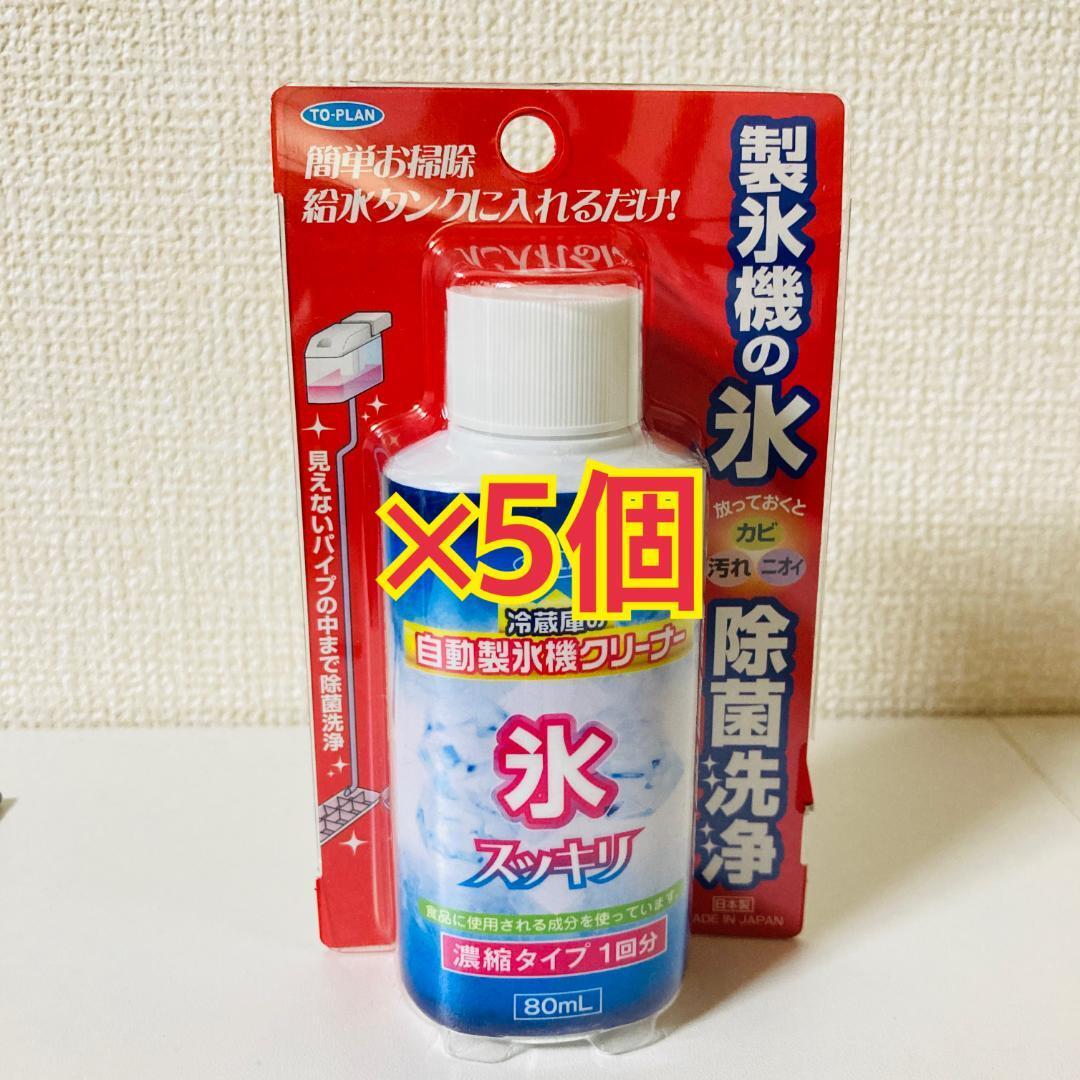 TO-PLAN
簡単お掃除
給水タンクに入れるだけ!
製氷機の氷
放っておくと
カビ
汚れ ニオイ
除菌洗浄
日本製
MADE IN JAPAN
見えないパイプの中まで除菌洗浄
×5個
冷蔵庫の
自動製氷機クリーナー
氷
スッキリ
食品に使用される成分を使っています。
濃縮タイプ 1回分
80mL